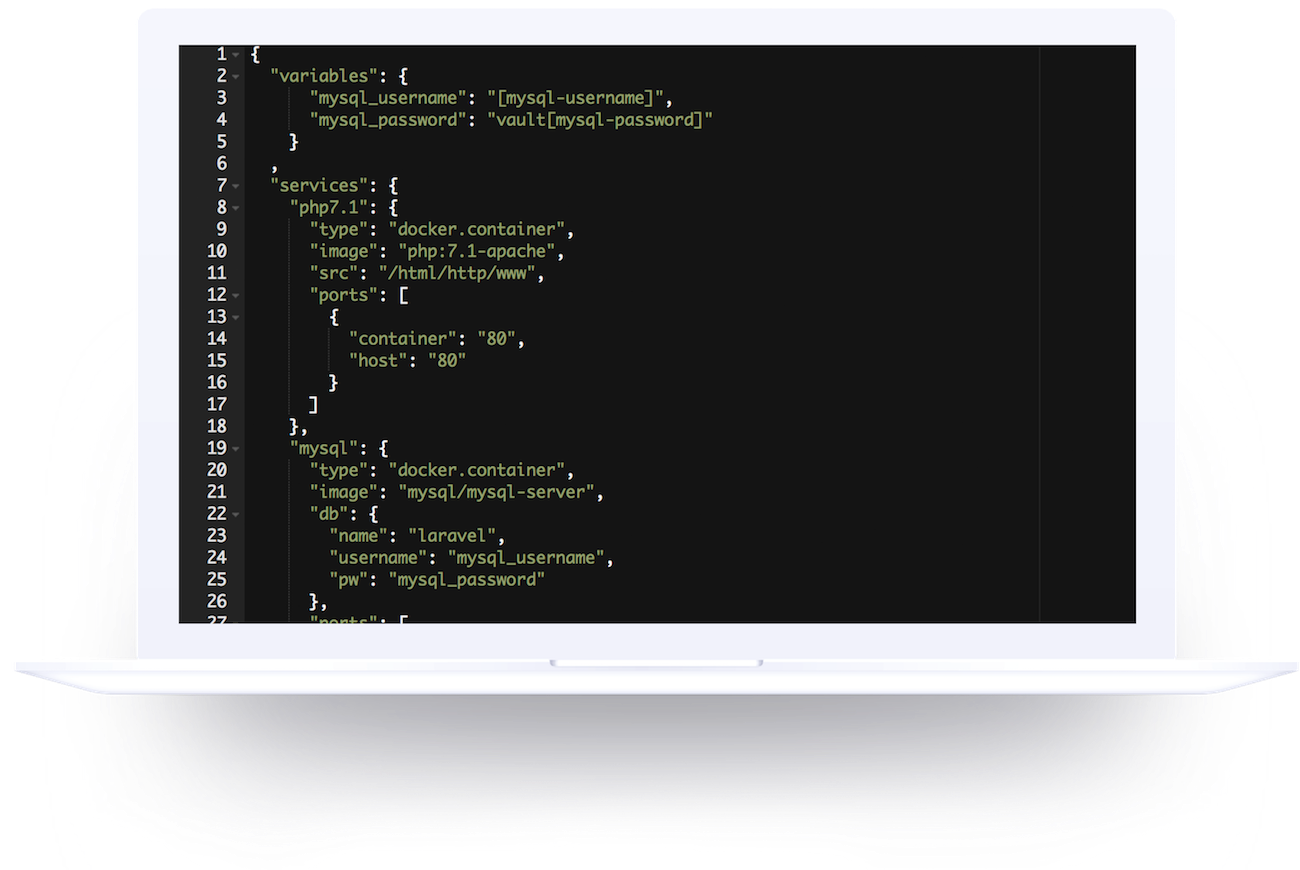 1 {
2 "variables": {
3 "mysql_username": "[mysql-username]",
4 "mysql_password": "vault[mysql-password]"
5 }
6 ,
7 "services": {
8 "php7.1": {
9 "type": "docker.container",
10 "image": "php:7.1-apache",
11 "src": "/html/http/www",
12 "ports": [
13 {
14 "container": "80",
15 "host": "80"
16 }
17 ]
18 },
19 "mysql": {
20 "type": "docker.container",
21 "image": "mysql/mysql-server",
22 "db": {
23 "name": "laravel",
24 "username": "mysql_username",
25 "pw": "mysql_password"
26 },
27 "ports": [